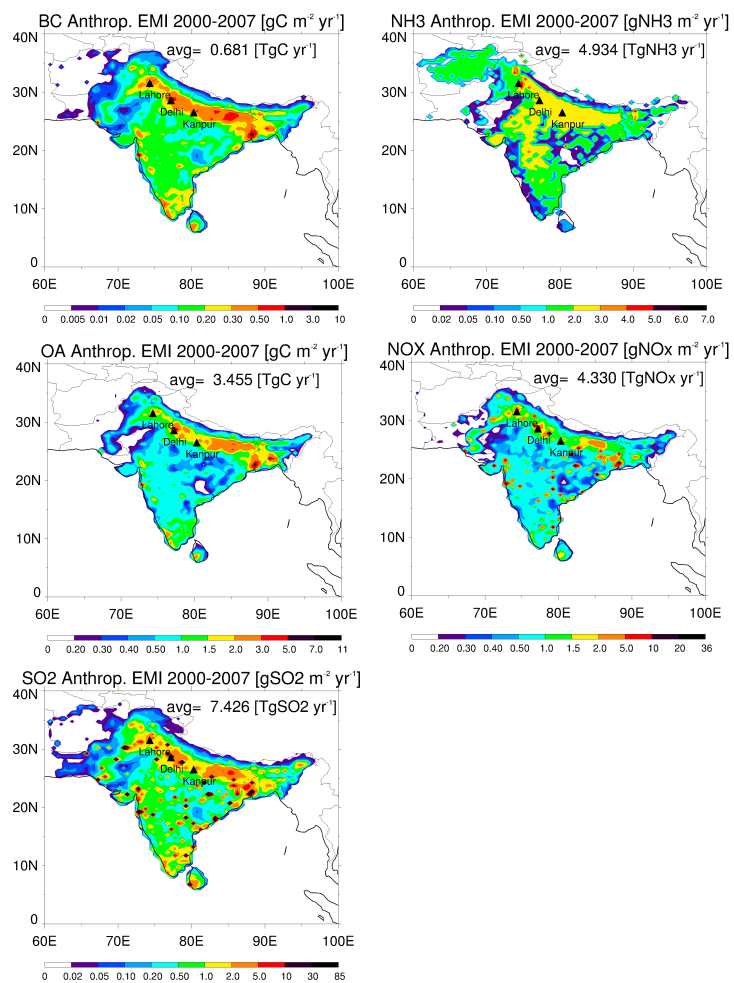 BC Anthrop. EMI 2000-2007 [gC m⁻² yr⁻¹]
avg= 0.681 [TgC yr⁻¹]
40N
30N
20N
10N
0
Lahore
Delhi
Kanpur
60E 70E 80E 90E 100E
0 0.005 0.01 0.02 0.05 0.10 0.20 0.30 0.50 1.0 3.0 10
NH3 Anthrop. EMI 2000-2007 [gNH3 m⁻² yr⁻¹]
avg= 4.934 [TgNH3 yr⁻¹]
40N
30N
20N
10N
0
Lahore
Delhi
Kanpur
60E 70E 80E 90E 100E
0 0.02 0.05 0.10 0.50 1.0 2.0 3.0 4.0 5.0 6.0 7.0
OA Anthrop. EMI 2000-2007 [gC m⁻² yr⁻¹]
avg= 3.455 [TgC yr⁻¹]
40N
30N
20N
10N
0
Lahore
Delhi
Kanpur
60E 70E 80E 90E 100E
0 0.20 0.30 0.40 0.50 1.0 1.5 2.0 3.0 5.0 7.0 11
NOX Anthrop. EMI 2000-2007 [gNOx m⁻² yr⁻¹]
avg= 4.330 [TgNOx yr⁻¹]
40N
30N
20N
10N
0
Lahore
Delhi
Kanpur
60E 70E 80E 90E 100E
0 0.20 0.30 0.40 0.50 1.0 1.5 2.0 5.0 10 20 36
SO2 Anthrop. EMI 2000-2007 [gSO2 m⁻² yr⁻¹]
avg= 7.426 [TgSO2 yr⁻¹]
40N
30N
20N
10N
0
Lahore
Delhi
Kanpur
60E 70E 80E 90E 100E
0 0.02 0.05 0.10 0.20 0.50 1.0 2.0 5.0 10 30 85